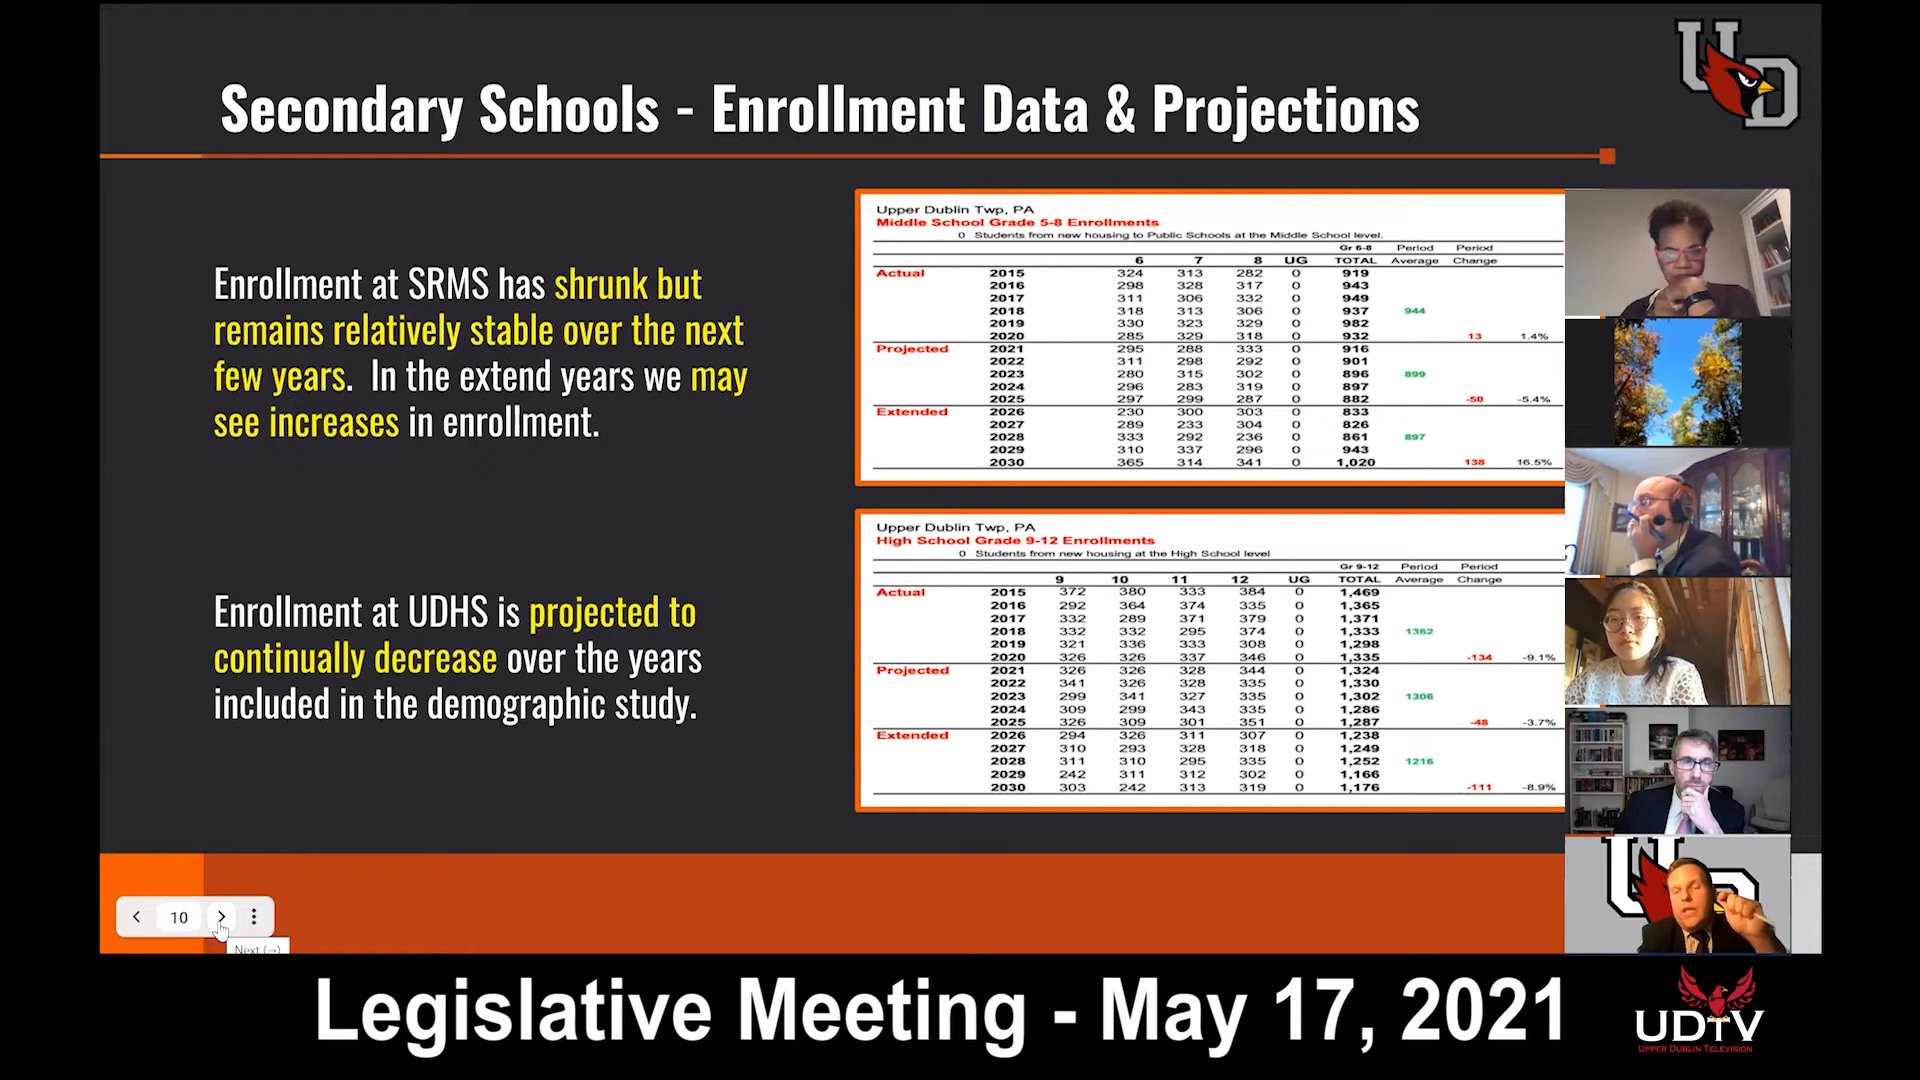 UD
Secondary Schools - Enrollment Data & Projections
Enrollment at SRMS has shrunk but
remains relatively stable over the next
few years. In the extend years we may
see increases in enrollment.
Upper Dublin Twp, PA
Middle School Grade 5-8 Enrollments
0 Students from new housing to Public Schools at the Middle School level.
Gr 6-8 Period Period
6 7 8 UG TOTAL Average Change
Actual 2015 324 313 282 0 919
2016 298 328 317 0 943
2017 311 306 332 0 949
2018 318 313 306 0 937 944
2019 330 323 329 0 982
2020 285 329 318 0 932 13 1.4%
Projected 2021 295 288 333 0 916
2022 311 298 292 0 901
2023 280 315 302 0 896 899
2024 296 283 319 0 897
2025 297 299 287 0 882 -50 -5.4%
Extended 2026 230 300 303 0 833
2027 289 233 304 0 826
2028 333 292 236 0 861 897
2029 310 337 296 0 943
2030 365 314 341 0 1,020 138 16.5%
Enrollment at UDHS is projected to
continually decrease over the years
included in the demographic study.
Upper Dublin Twp, PA
High School Grade 9-12 Enrollments
0 Students from new housing at the High School level
Gr 9-12 Period Period
9 10 11 12 UG TOTAL Average Change
Actual 2015 372 380 333 384 0 1,469
2016 292 364 374 335 0 1,365
2017 332 289 371 379 0 1,371
2018 332 332 295 374 0 1,333 1362
2019 321 336 333 308 0 1,298
2020 326 326 337 346 0 1,335 -134 -9.1%
Projected 2021 326 326 328 344 0 1,324
2022 341 326 328 335 0 1,330
2023 299 341 327 335 0 1,302 1306
2024 309 299 343 335 0 1,286
2025 326 309 301 351 0 1,287 -48 -3.7%
Extended 2026 294 326 311 307 0 1,238
2027 310 293 328 318 0 1,249
2028 311 310 295 335 0 1,252 1216
2029 242 311 312 302 0 1,166
2030 303 242 313 319 0 1,176 -111 -8.9%
10
Next (→)
Legislative Meeting - May 17, 2021
UDTV
UPPER DUBLIN TELEVISION